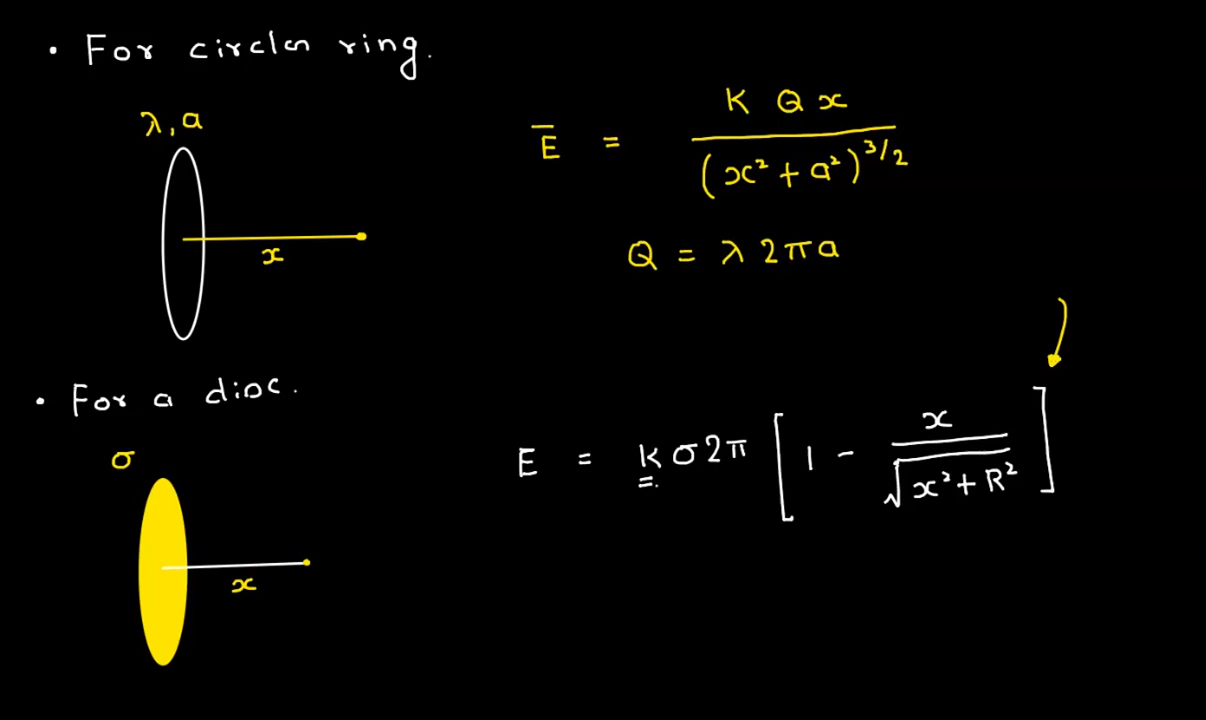 • For circlar ring.
λ, a
E̅ = K Q x / (x² + a²)^3/2
x
Q = λ 2πa
• For a disc.
σ
E = k σ 2π [ 1 - x / √(x² + R²) ]
x